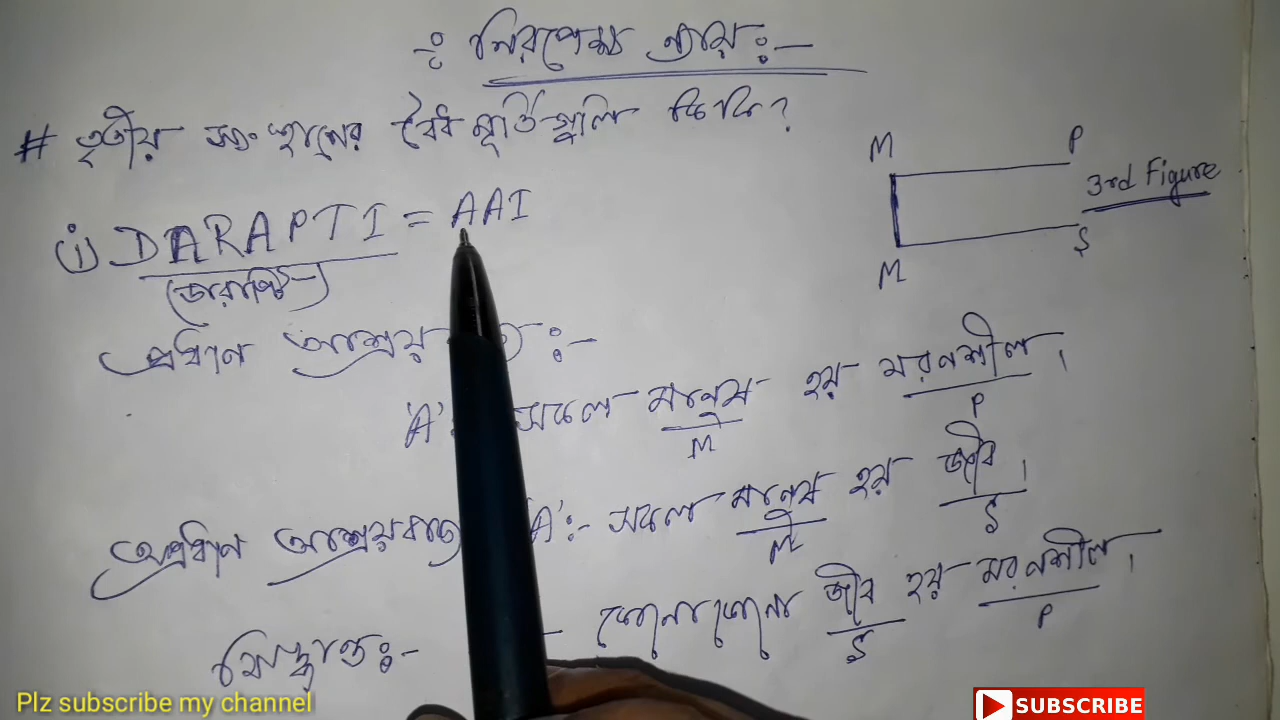 -ঃ নিরপেক্ষ ন্যায় ঃ-
# তৃতীয় সংস্থানের বৈধ মূর্তিগুলি কি কি?
M P
3rd Figure
M S
(i) DARAPTI = AAI
(ডারাপ্টি)
প্রধান আশ্রয় ঃ-
'A' সকল মানুষ হয় মরণশীল।
M P
অপ্রধান আশ্রয়বাক্য 'A':- সকল মানুষ হয় জীব।
M S
সিদ্ধান্তঃ- কোনো কোনো জীব হয় মরণশীল।
S P
Plz subscribe my channel
SUBSCRIBE